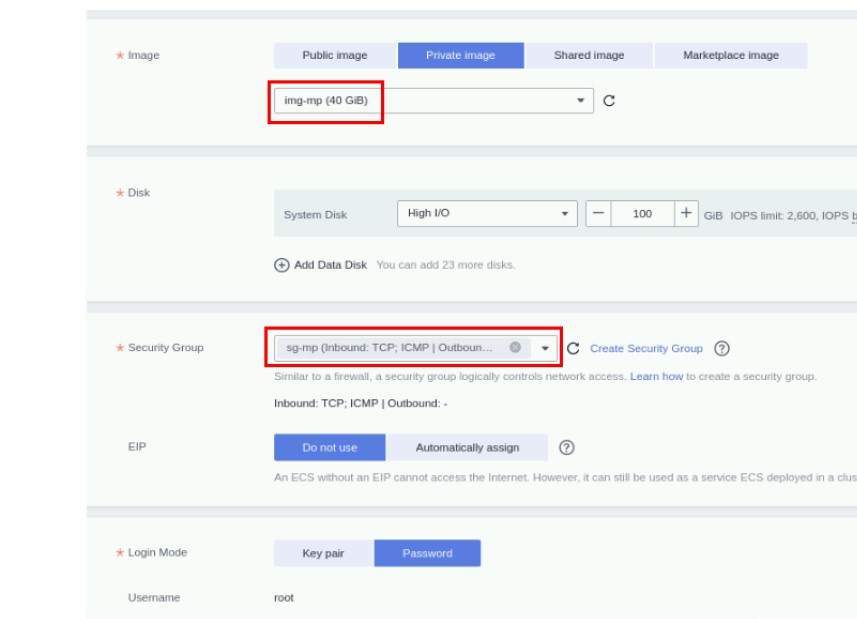 * Image Public image Private image Shared image Marketplace image
img-mp (40 GiB)
* Disk
System Disk High I/O − 100 + GiB IOPS limit: 2,600, IOPS b
Add Data Disk You can add 23 more disks.
* Security Group sg-mp (Inbound: TCP; ICMP | Outboun... Create Security Group ?
Similar to a firewall, a security group logically controls network access. Learn how to create a security group.
Inbound: TCP; ICMP | Outbound: -
EIP Do not use Automatically assign ?
An ECS without an EIP cannot access the Internet. However, it can still be used as a service ECS deployed in a clus
* Login Mode Key pair Password
Username root